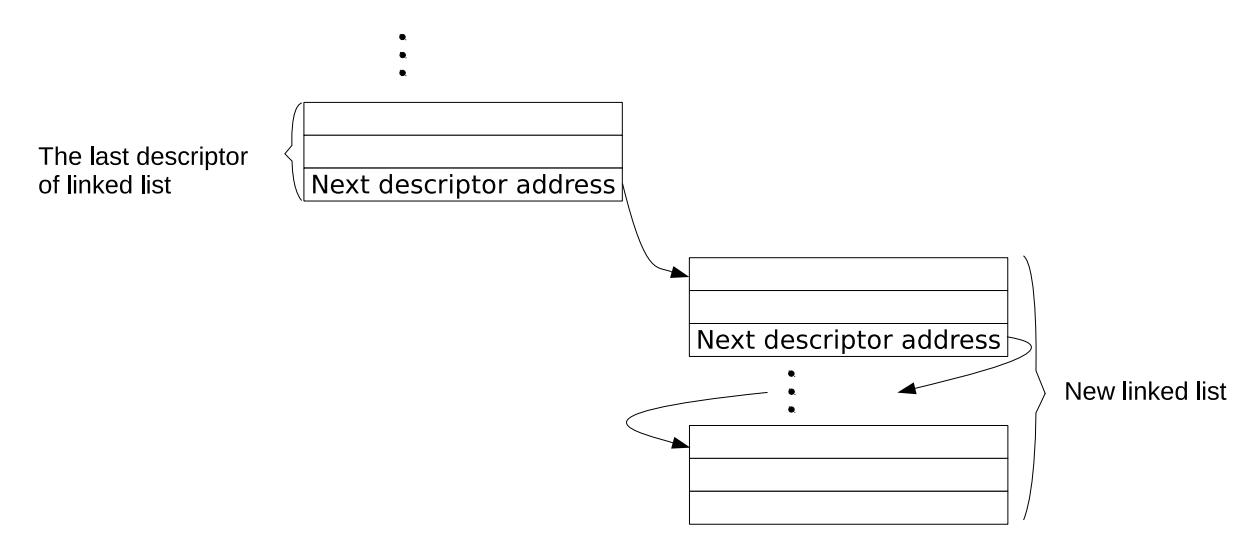 The last descriptor
of linked list
Next descriptor address
Next descriptor address
New linked list